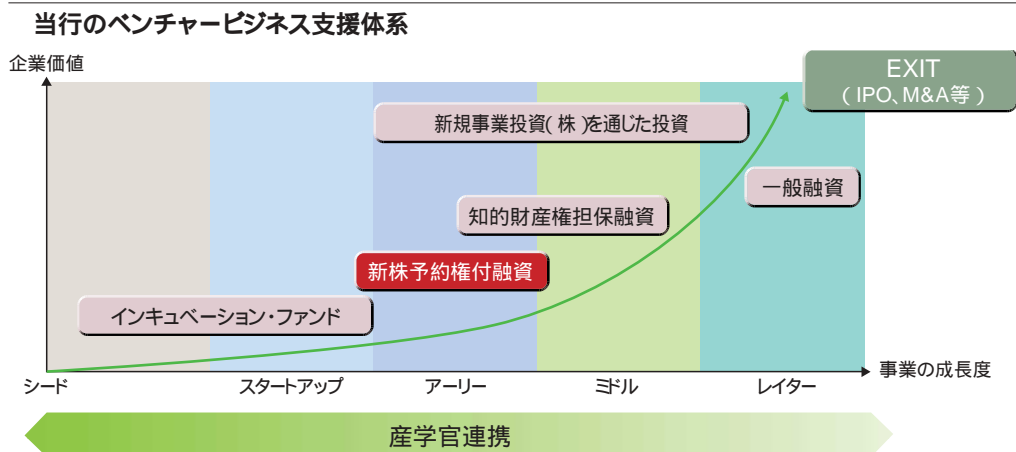 当行のベンチャービジネス支援体系
企業価値
EXIT
（IPO、M&A等）
新規事業投資(株)を通じた投資
一般融資
知的財産権担保融資
新株予約権付融資
インキュベーション・ファンド
事業の成長度
シード
スタートアップ
アーリー
ミドル
レイター
産学官連携